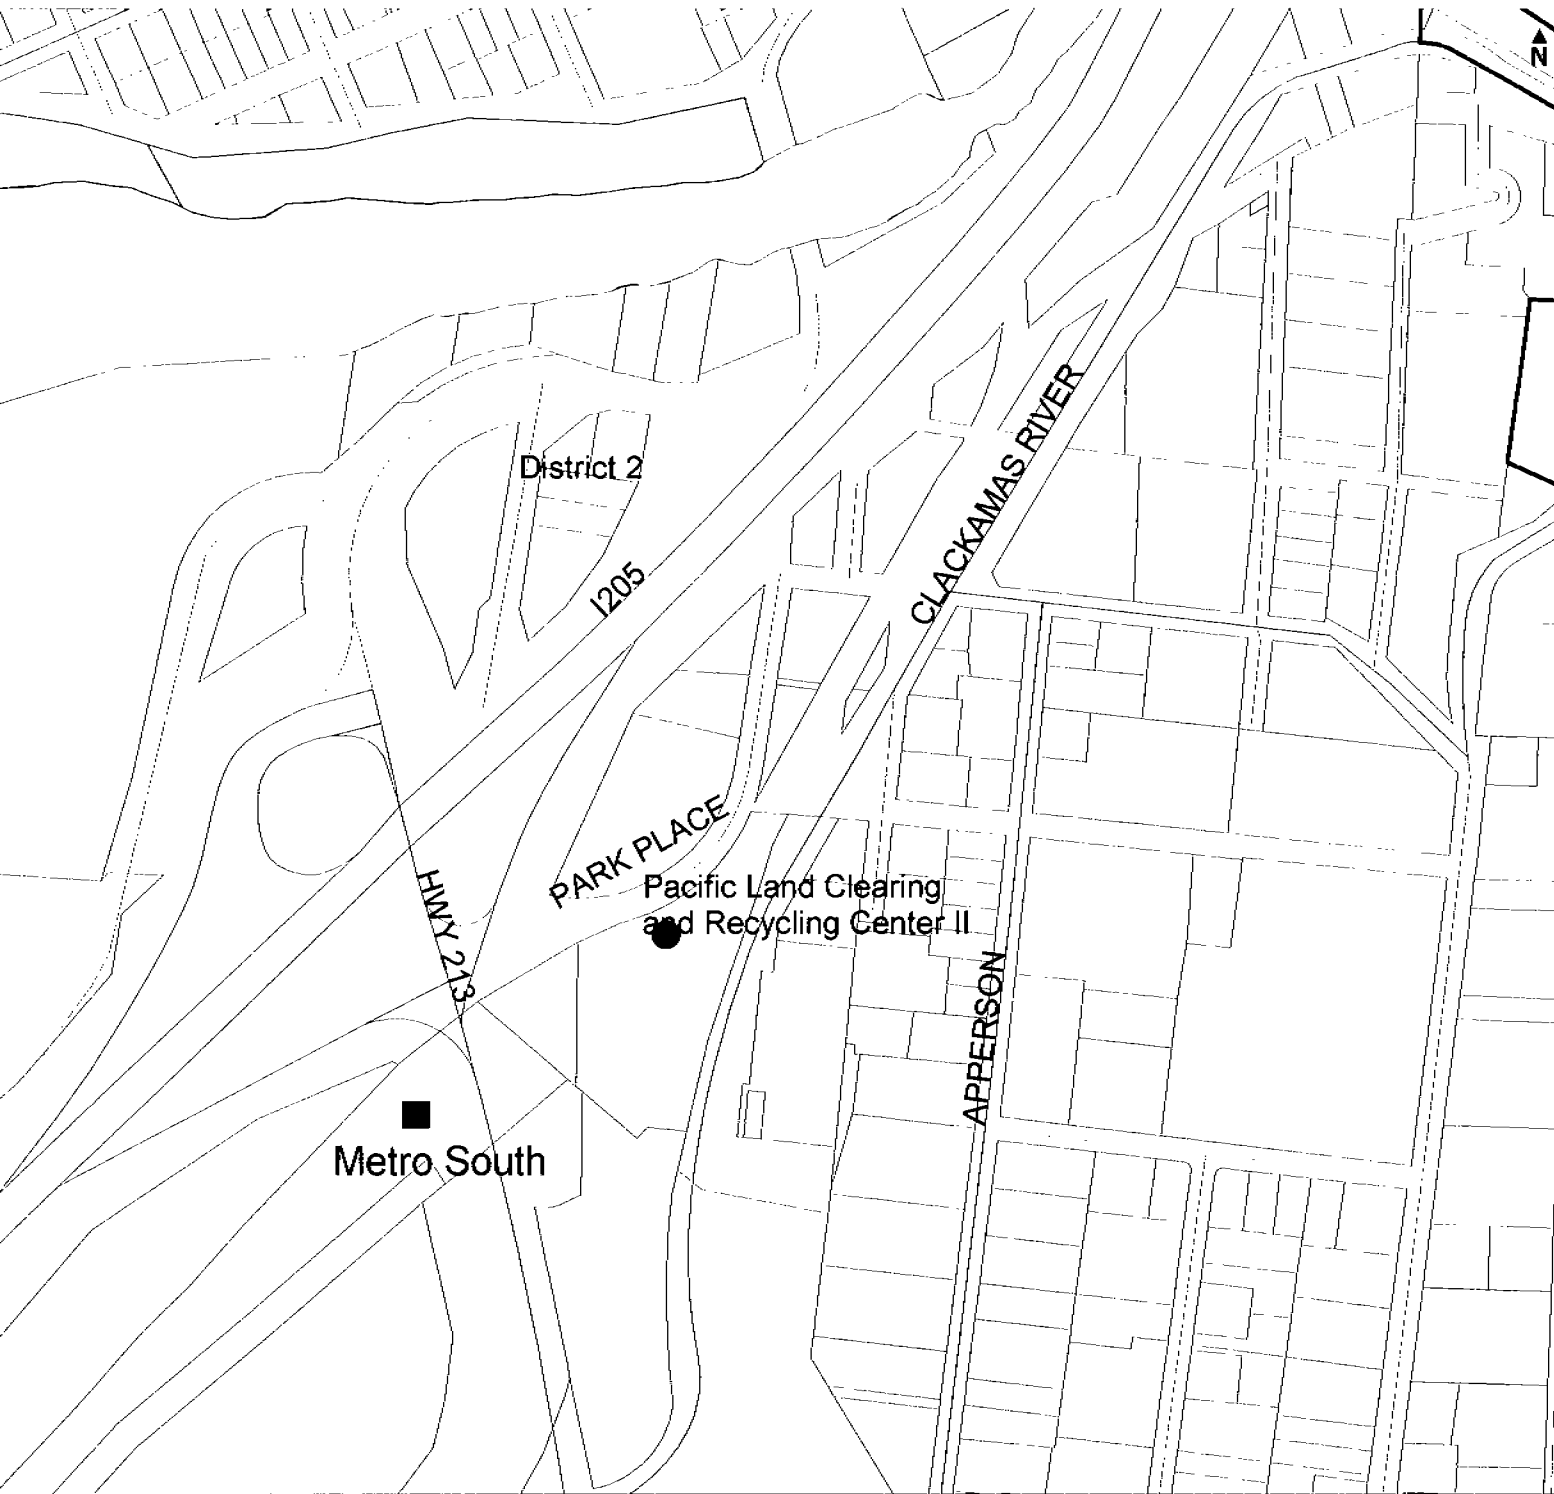 N
CLACKAMAS RIVER
District 2
I205
PARK PLACE
Pacific Land Clearing
and Recycling Center II
HWY 213
APPERSON
Metro South